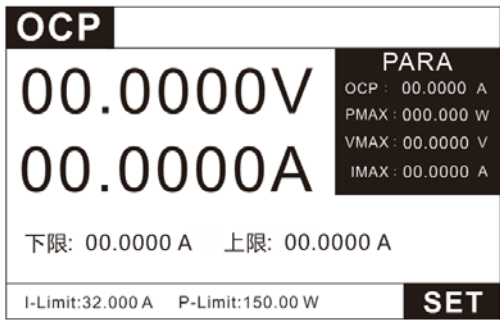 OCP
00.0000V
00.0000A
PARA
OCP : 00.0000 A
PMAX : 000.000 W
VMAX : 00.0000 V
IMAX : 00.0000 A
下限: 00.0000 A 上限: 00.0000 A
I-Limit:32.000 A P-Limit:150.00 W
SET